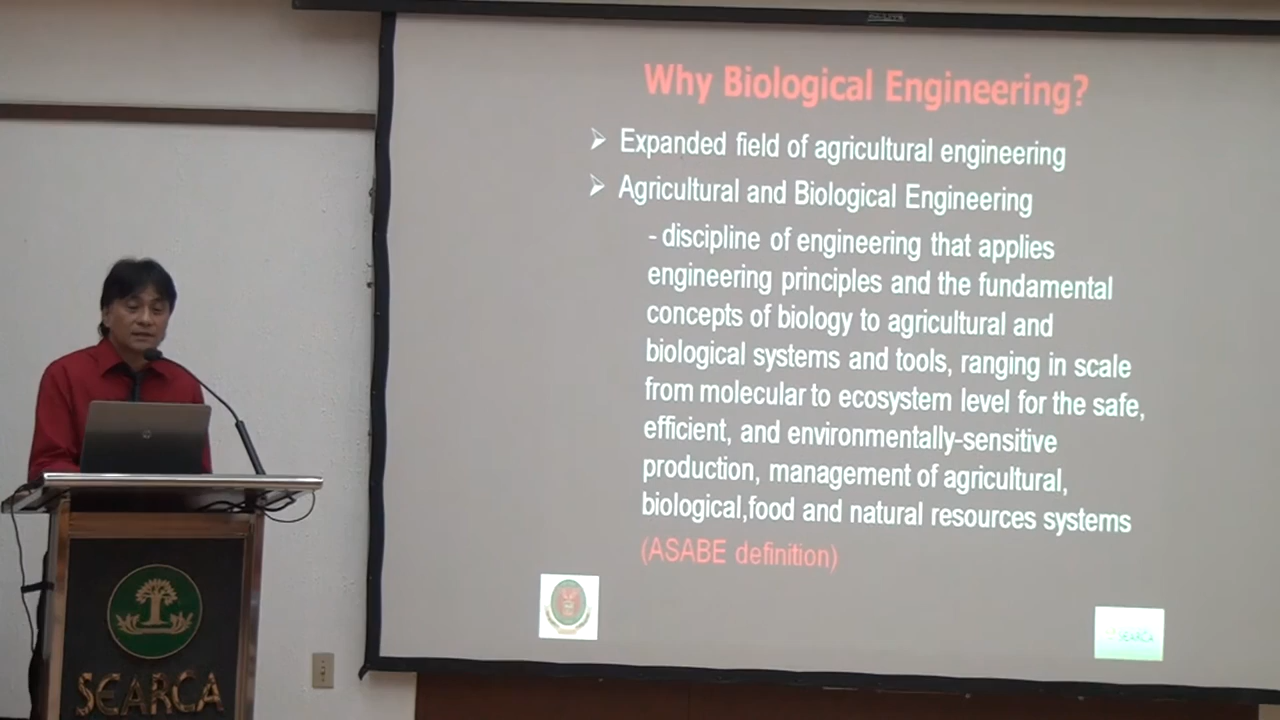 Why Biological Engineering?
Expanded field of agricultural engineering
Agricultural and Biological Engineering
- discipline of engineering that applies
engineering principles and the fundamental
concepts of biology to agricultural and
biological systems and tools, ranging in scale
from molecular to ecosystem level for the safe,
efficient, and environmentally-sensitive
production, management of agricultural,
biological,food and natural resources systems
(ASABE definition)
SEARCA
SEARCA